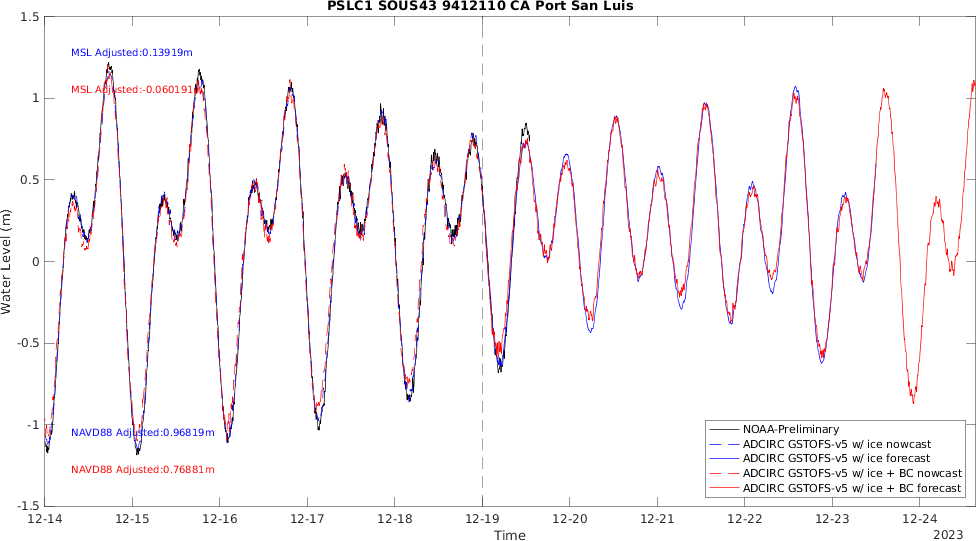 PSLC1 SOUS43 9412110 CA Port San Luis
1.5
MSL Adjusted:0.13919m
MSL Adjusted:-0.060191m
1
0.5
Water Level (m)
0
-0.5
-1
NAVD88 Adjusted:0.96819m
NAVD88 Adjusted:0.76881m
-1.5
NOAA-Preliminary
ADCIRC GSTOFS-v5 w/ ice nowcast
ADCIRC GSTOFS-v5 w/ ice forecast
ADCIRC GSTOFS-v5 w/ ice + BC nowcast
ADCIRC GSTOFS-v5 w/ ice + BC forecast
12-14 12-15 12-16 12-17 12-18 12-19 12-20 12-21 12-22 12-23 12-24
Time
2023